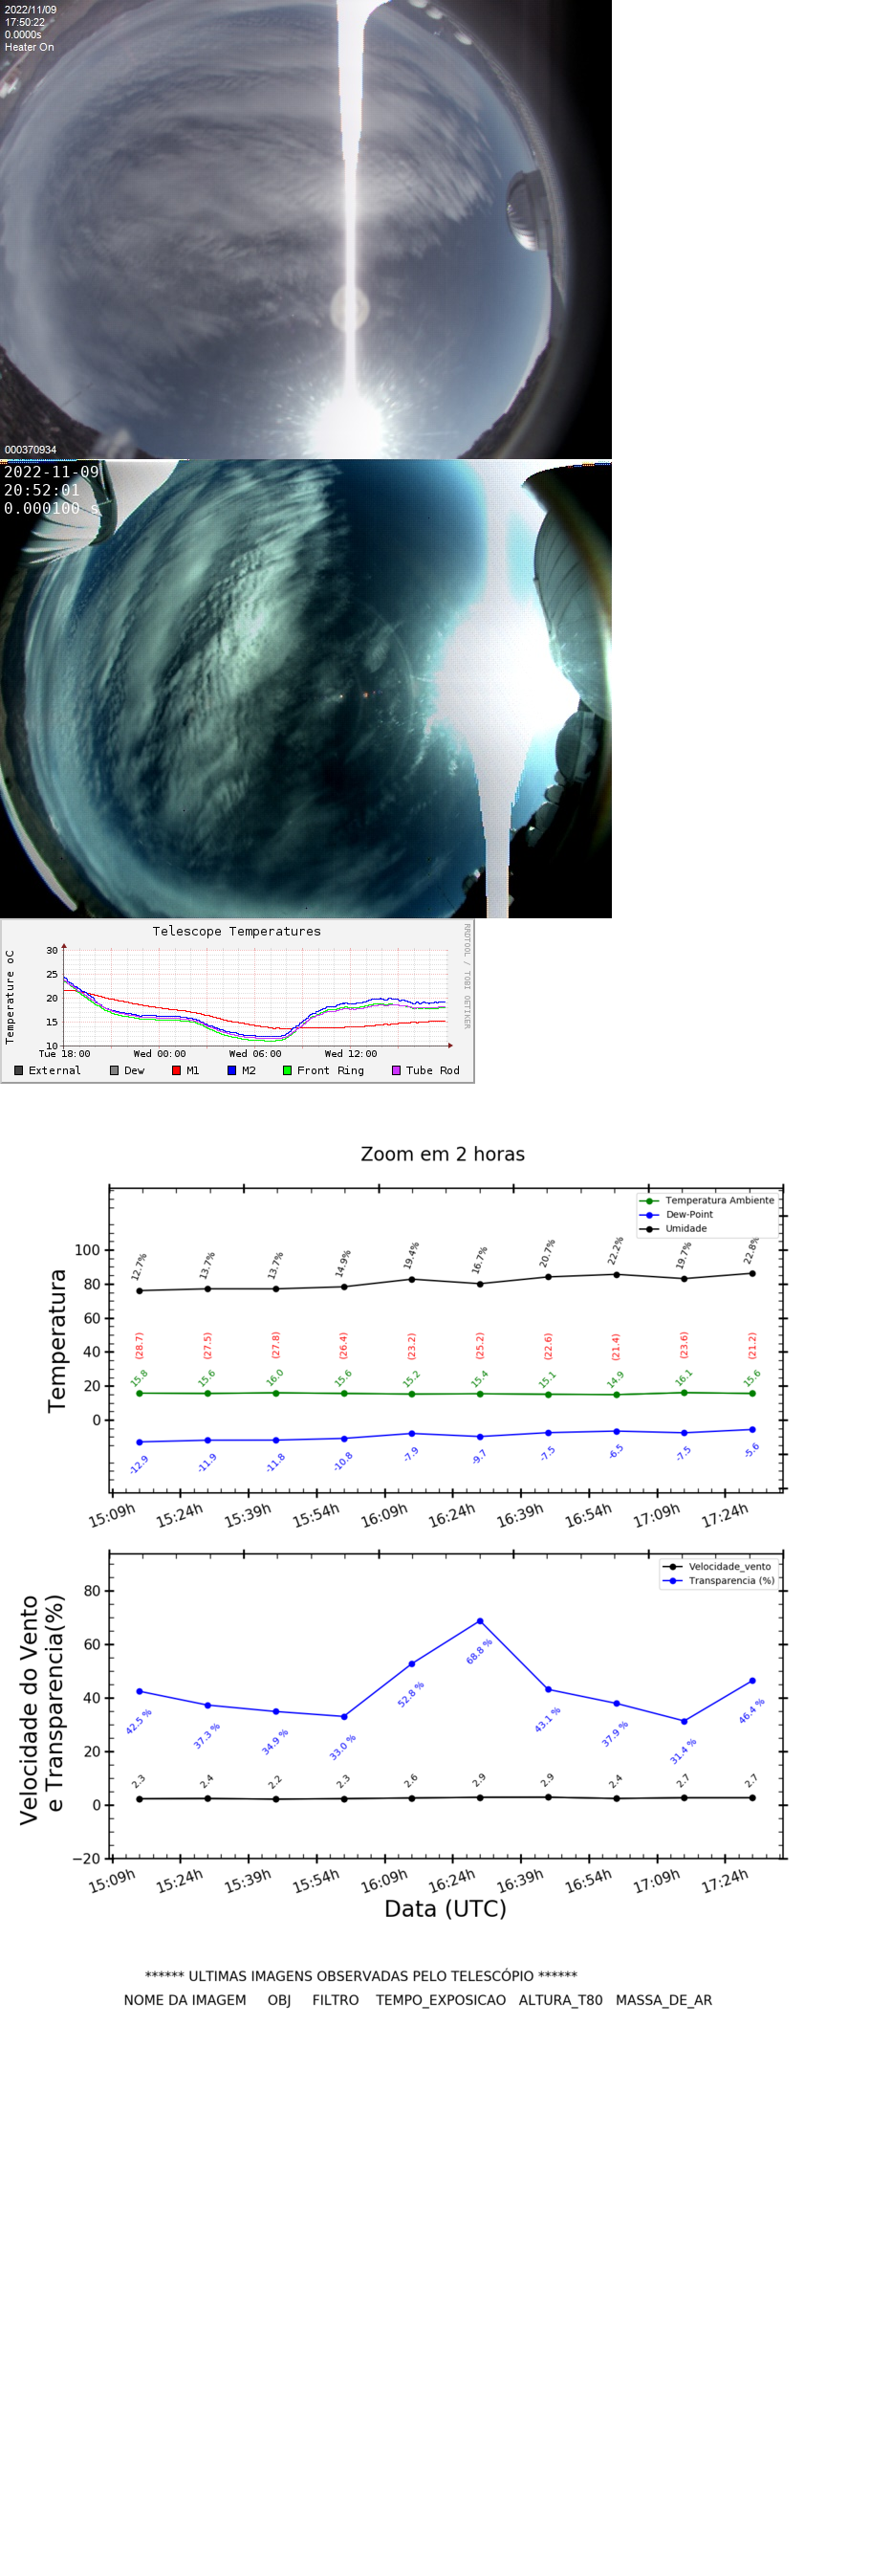 2022/11/09
17:50:22
0.0000s
Heater On
000370934
2022-11-09
20:52:01
0.000100 s
Telescope Temperatures
RRDTOOL / TOBI OETIKER
Temperature oC
30
25
20
15
10
Tue 18:00 Wed 00:00 Wed 06:00 Wed 12:00
External Dew M1 M2 Front Ring Tube Rod
Zoom em 2 horas
Temperatura Ambiente
Dew-Point
Umidade
Temperatura
100
80
60
40
20
0
12.7% 13.7% 13.7% 14.9% 19.4% 16.7% 20.7% 22.2% 19.7% 22.8%
(28.7) (27.5) (27.8) (26.4) (23.2) (25.2) (22.6) (21.4) (23.6) (21.2)
15.8 15.6 16.0 15.6 15.2 15.4 15.1 14.9 16.1 15.6
-12.9 -11.9 -11.8 -10.8 -7.9 -9.7 -7.5 -6.5 -7.5 -5.6
15:09h 15:24h 15:39h 15:54h 16:09h 16:24h 16:39h 16:54h 17:09h 17:24h
Velocidade_vento
Transparencia (%)
Velocidade do Vento
e Transparencia(%)
80
60
40
20
0
−20
42.5 % 37.3 % 34.9 % 33.0 % 52.8 % 68.8 % 43.1 % 37.9 % 31.4 % 46.4 %
2.3 2.4 2.2 2.3 2.6 2.9 2.9 2.4 2.7 2.7
15:09h 15:24h 15:39h 15:54h 16:09h 16:24h 16:39h 16:54h 17:09h 17:24h
Data (UTC)
****** ULTIMAS IMAGENS OBSERVADAS PELO TELESCÓPIO ******
NOME DA IMAGEM OBJ FILTRO TEMPO_EXPOSICAO ALTURA_T80 MASSA_DE_AR